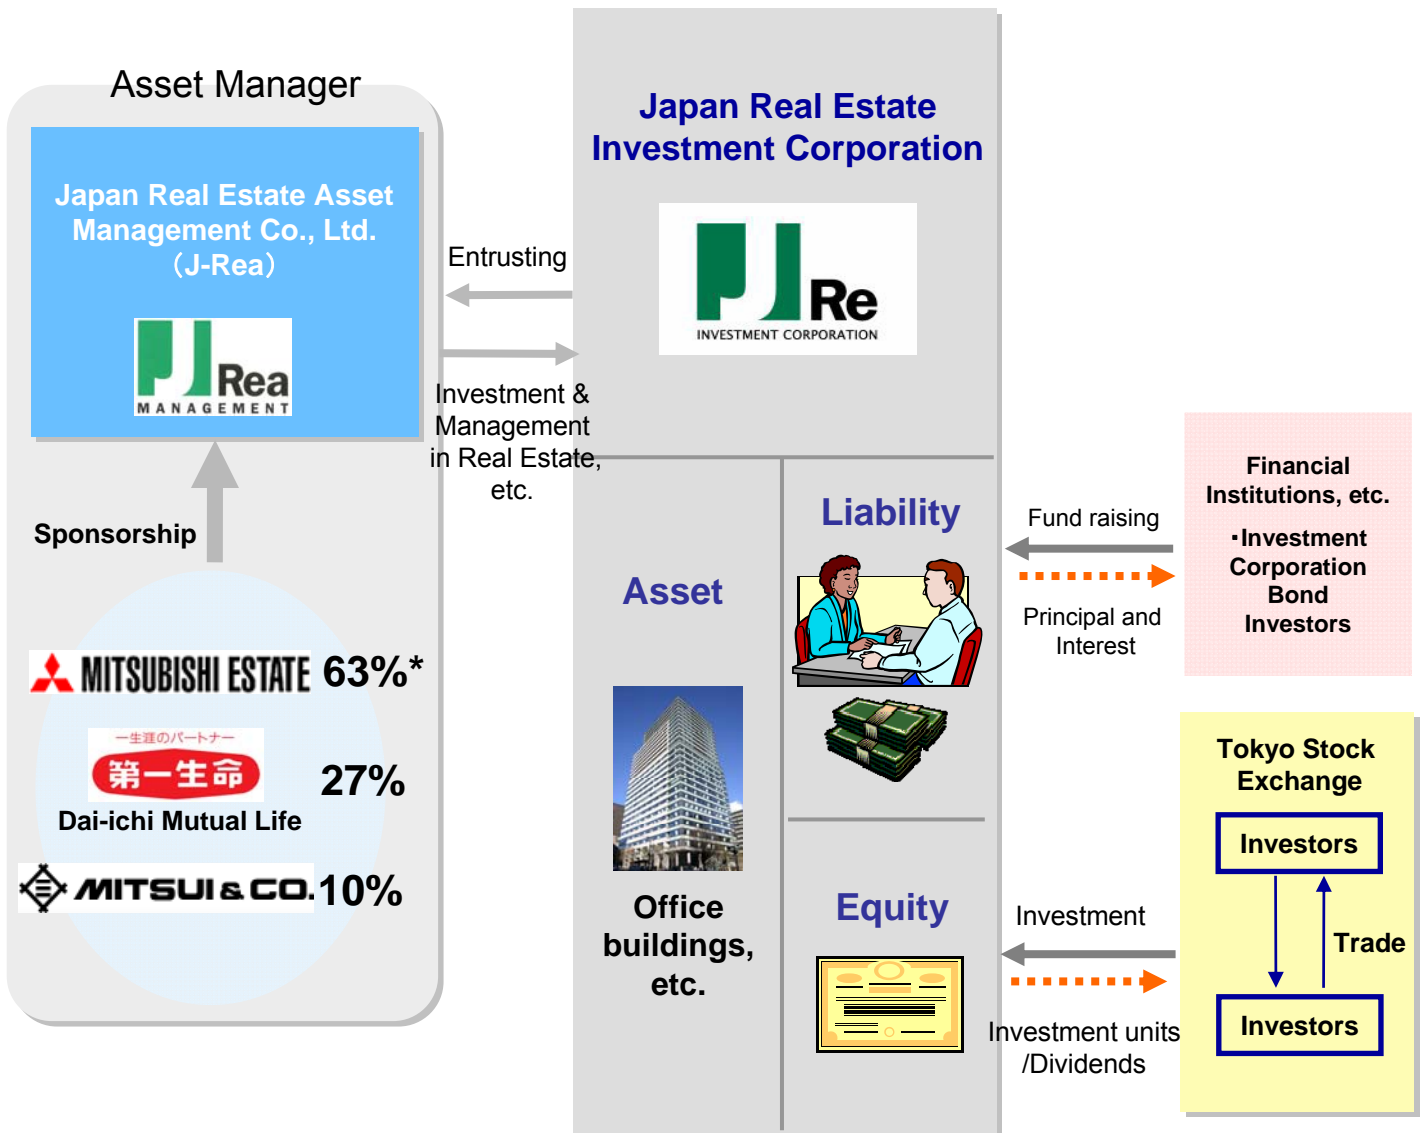 Asset Manager
Japan Real Estate Asset
Management Co., Ltd.
（J-Rea）
Rea
MANAGEMENT
Sponsorship
MITSUBISHI ESTATE 63%*
一生涯のパートナー
第一生命 27%
Dai-ichi Mutual Life
MITSUI & CO. 10%
Entrusting
Investment &
Management
in Real Estate,
etc.
Japan Real Estate
Investment Corporation
Re
INVESTMENT CORPORATION
Asset
Office
buildings,
etc.
Liability
Equity
Fund raising
Principal and
Interest
Financial
Institutions, etc.
・Investment
Corporation
Bond
Investors
Investment
Investment units
/Dividends
Tokyo Stock
Exchange
Investors
Trade
Investors